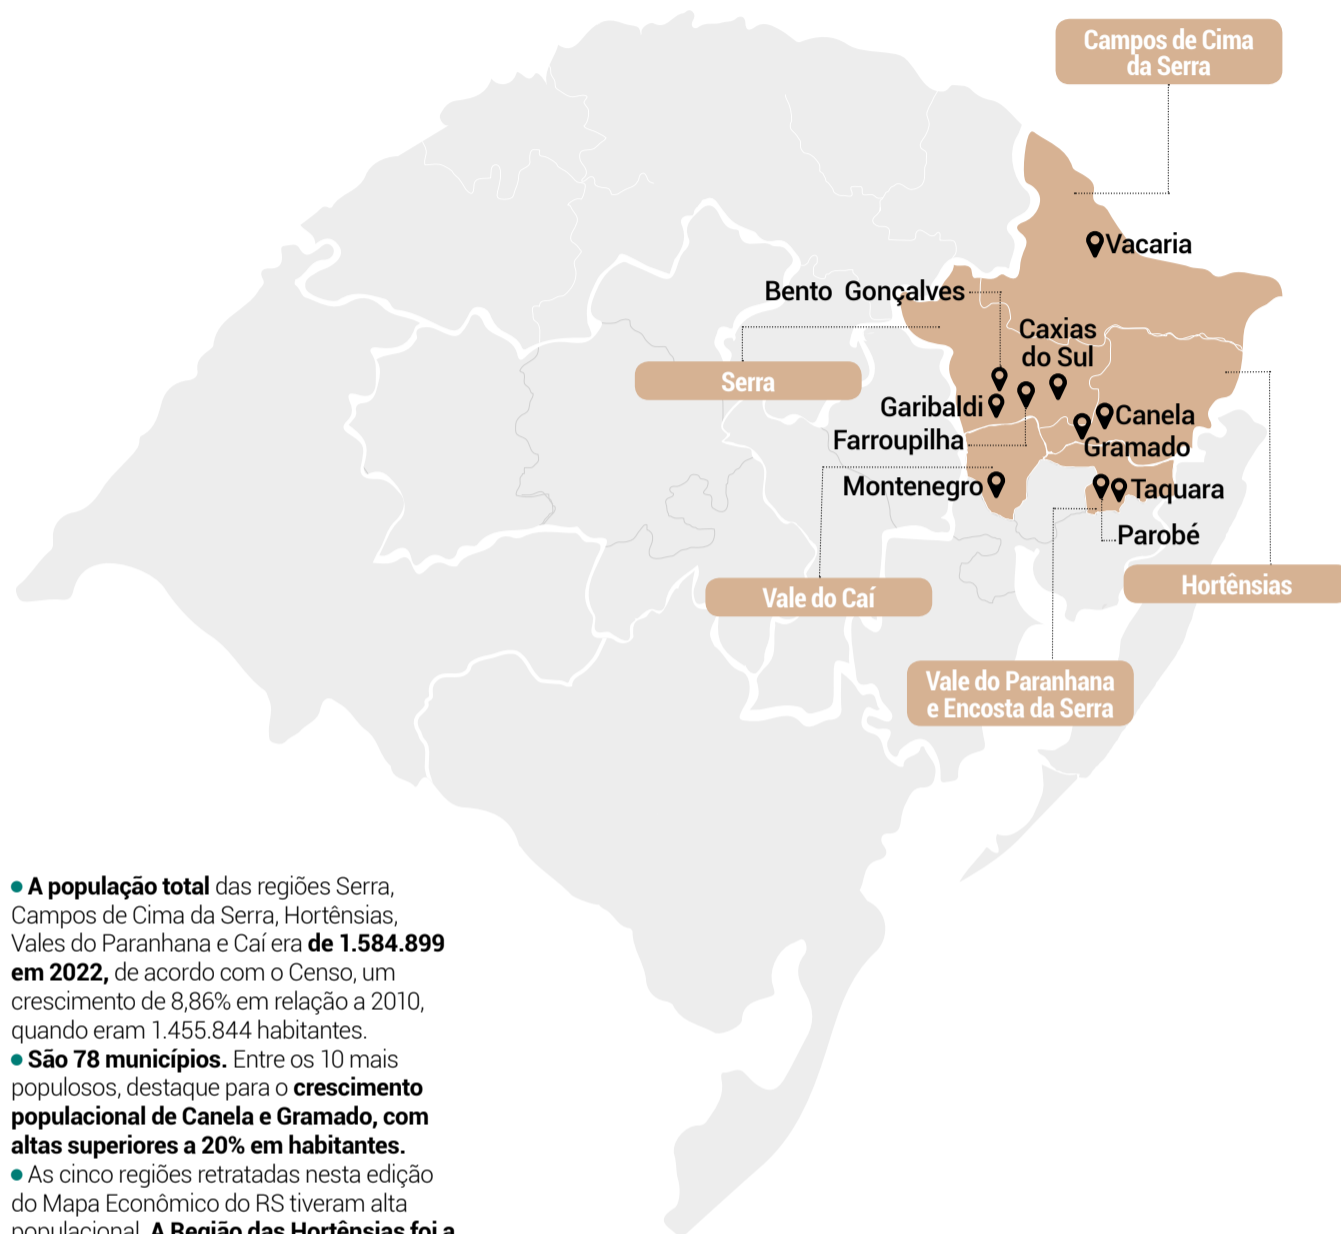 Campos de Cima
da Serra
Vacaria
Bento Gonçalves
Caxias
do Sul
Serra
Garibaldi
Canela
Farroupilha
Gramado
Montenegro
Taquara
Parobé
Vale do Caí
Hortênsias
Vale do Paranhana
e Encosta da Serra
• A população total das regiões Serra,
Campos de Cima da Serra, Hortênsias,
Vales do Paranhana e Caí era de 1.584.899
em 2022, de acordo com o Censo, um
crescimento de 8,86% em relação a 2010,
quando eram 1.455.844 habitantes.
• São 78 municípios. Entre os 10 mais
populosos, destaque para o crescimento
populacional de Canela e Gramado, com
altas superiores a 20% em habitantes.
• As cinco regiões retratadas nesta edição
do Mapa Econômico do RS tiveram alta
populacional. A Região das Hortênsias foi a